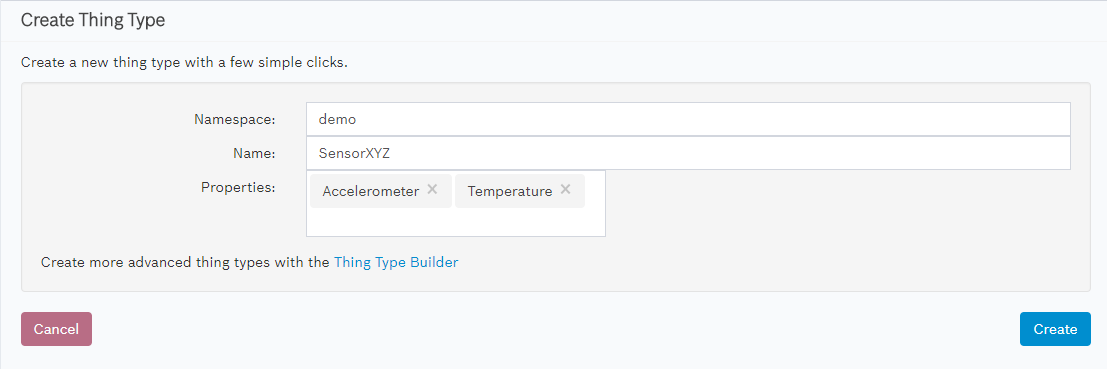 Create Thing Type
Create a new thing type with a few simple clicks.
Namespace: demo
Name: SensorXYZ
Properties: Accelerometer × Temperature ×
Create more advanced thing types with the Thing Type Builder
Cancel Create